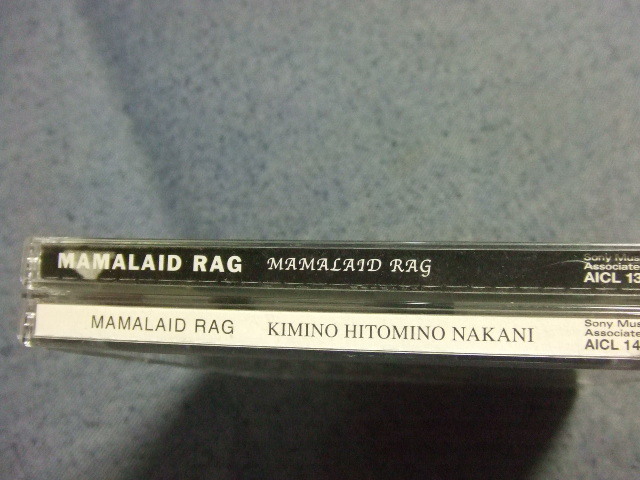 MAMALAID RAG MAMALAID RAG
Sony Mus
Associate
AICL 13
MAMALAID RAG KIMINO HITOMINO NAKANI
Sony Mus
Associate
AICL 14